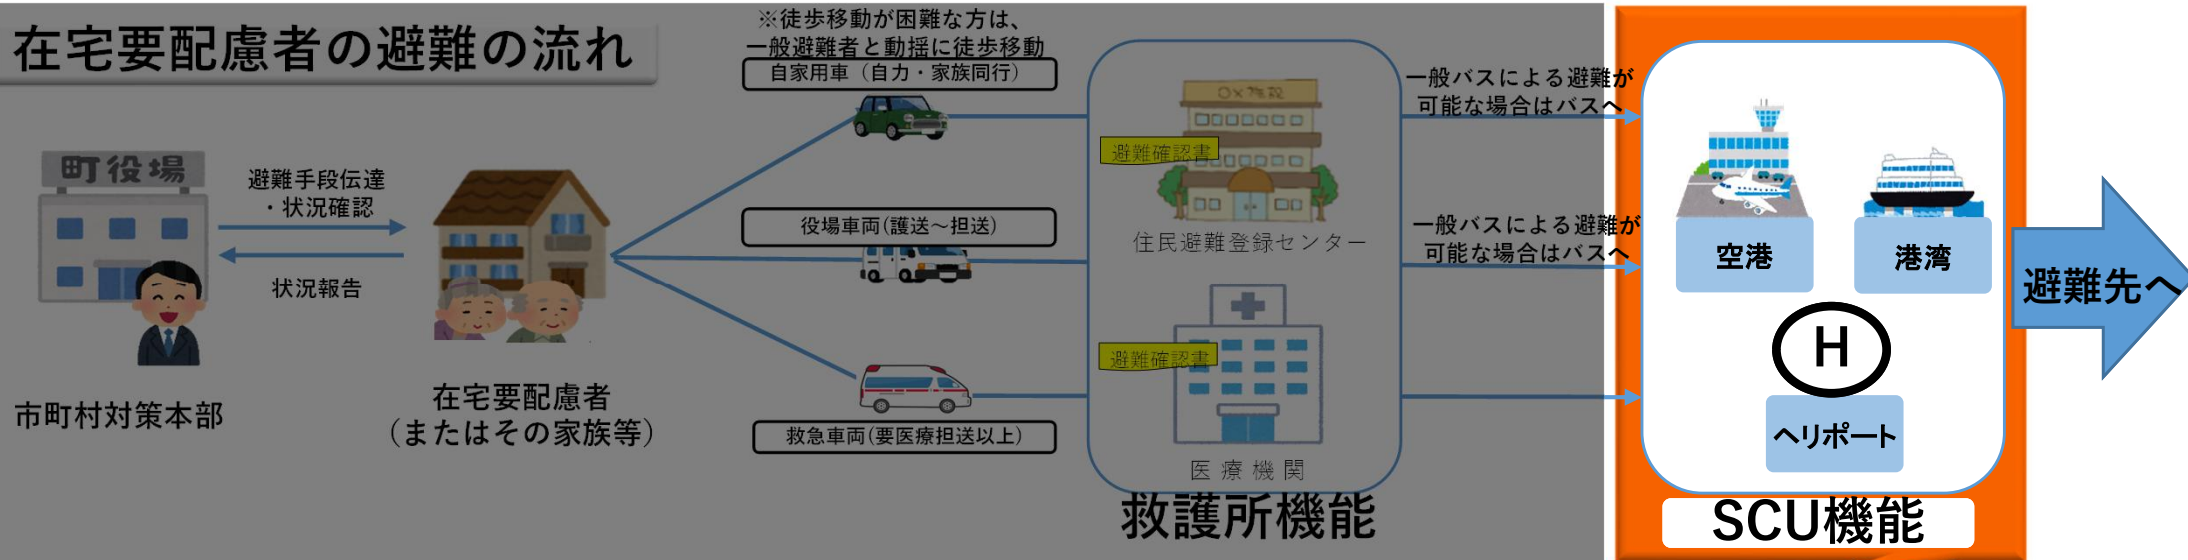 在宅要配慮者の避難の流れ
※徒歩移動が困難な方は、
一般避難者と動揺に徒歩移動
自家用車（自力・家族同行）
町役場
避難手段伝達
・状況確認
状況報告
市町村対策本部
在宅要配慮者
（またはその家族等）
役場車両(護送～担送)
救急車両(要医療担送以上)
○×施設
避難確認書
住民避難登録センター
避難確認書
医療機関
救護所機能
一般バスによる避難が
可能な場合はバスへ
一般バスによる避難が
可能な場合はバスへ
空港
港湾
H
ヘリポート
SCU機能
避難先へ